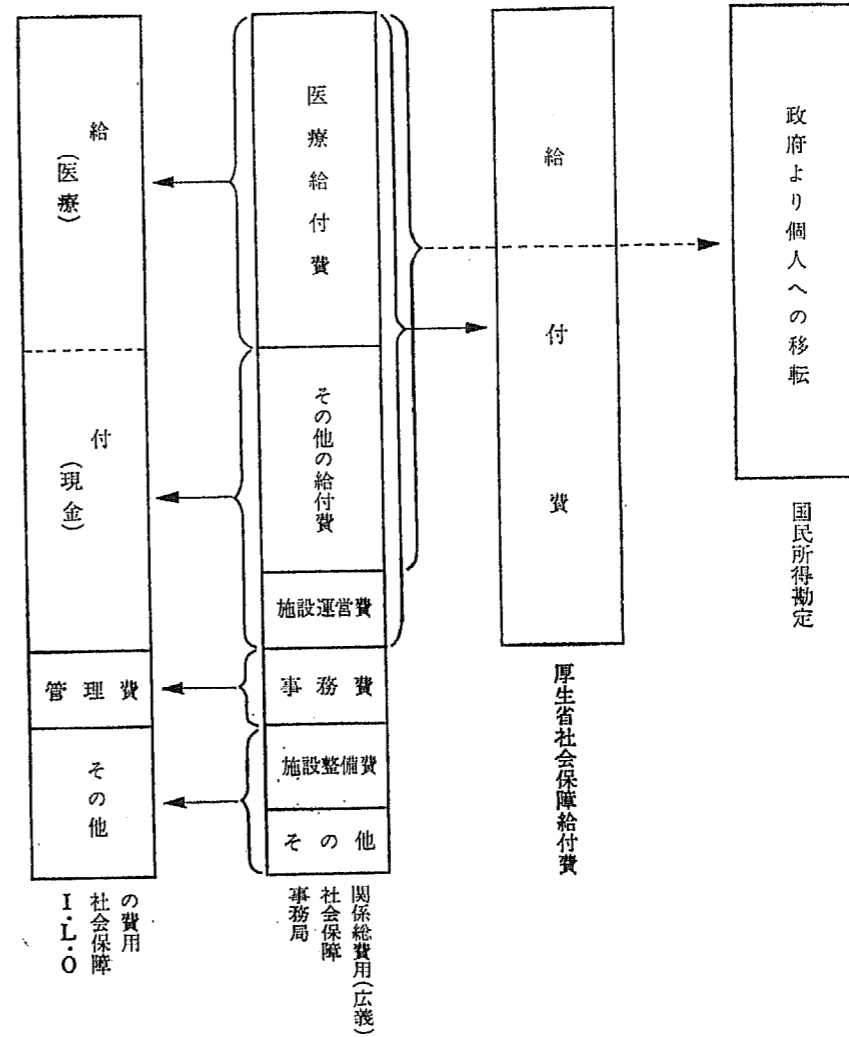 給
(医療)
付
(現金)
管理費
その他
I・L・O
社会保障
の費用
医療給付費
その他の給付費
施設運営費
事務費
施設整備費
その他
事務局
社会保障
関係総費用(広義)
給付費
厚生省社会保障給付費
政府より個人への移転
国民所得勘定